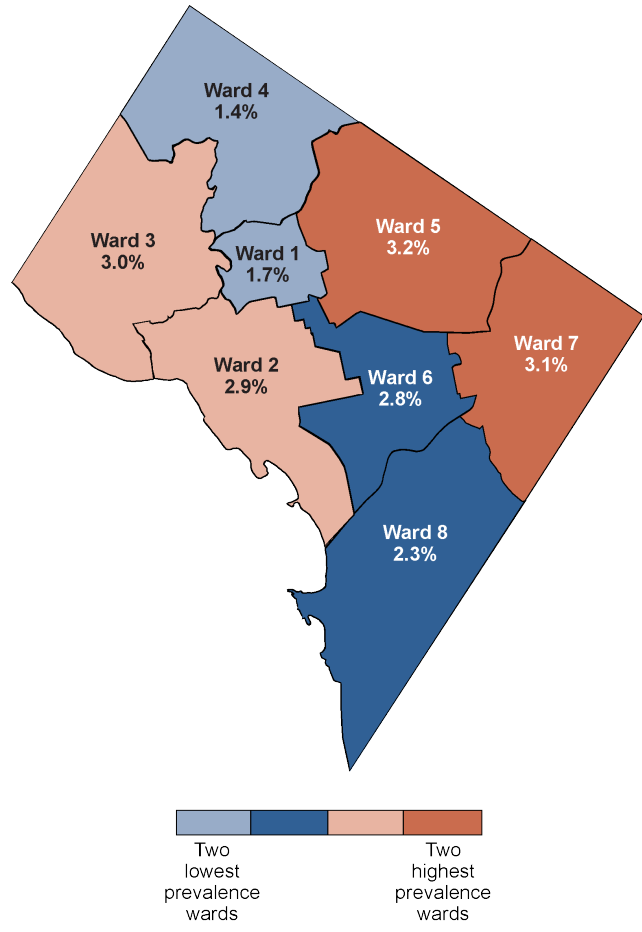 Ward 4
1.4%
Ward 5
3.2%
Ward 3
3.0%
Ward 1
1.7%
Ward 7
3.1%
Ward 2
2.9%
Ward 6
2.8%
Ward 8
2.3%
Two
lowest
prevalence
wards
Two
highest
prevalence
wards